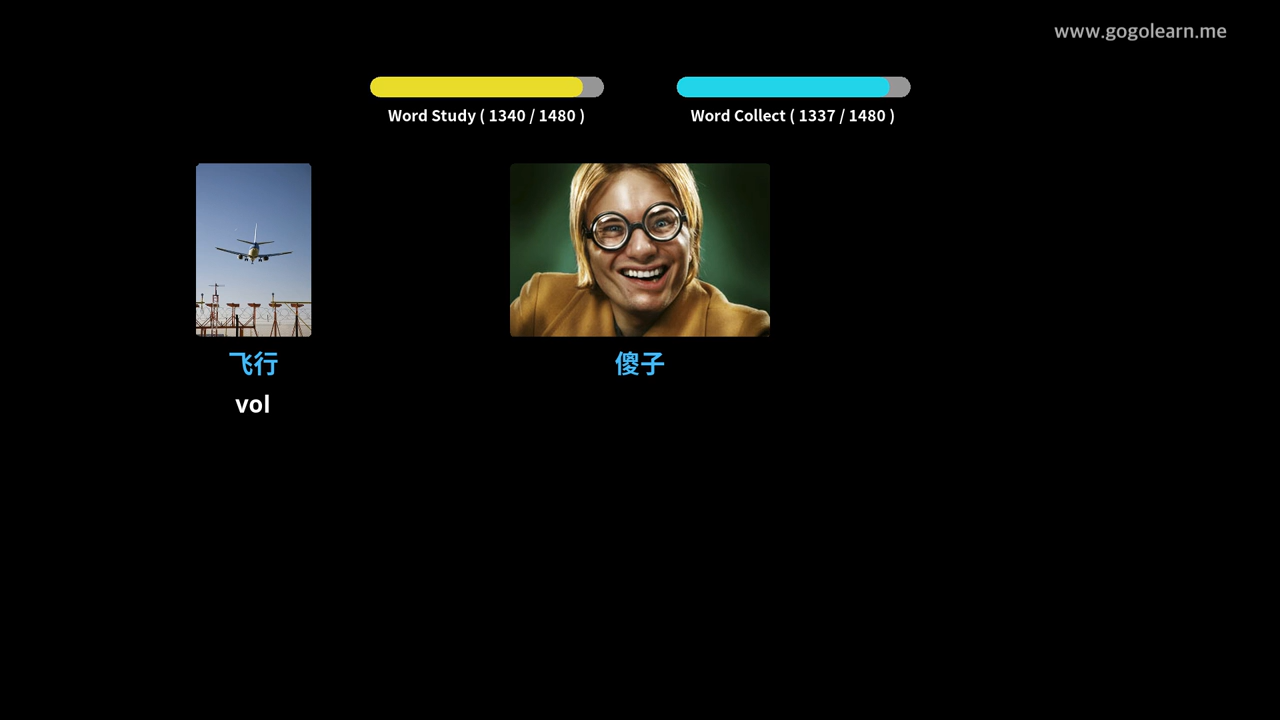 www.gogolearn.me
Word Study ( 1340 / 1480 )
Word Collect ( 1337 / 1480 )
飞行
傻子
vol